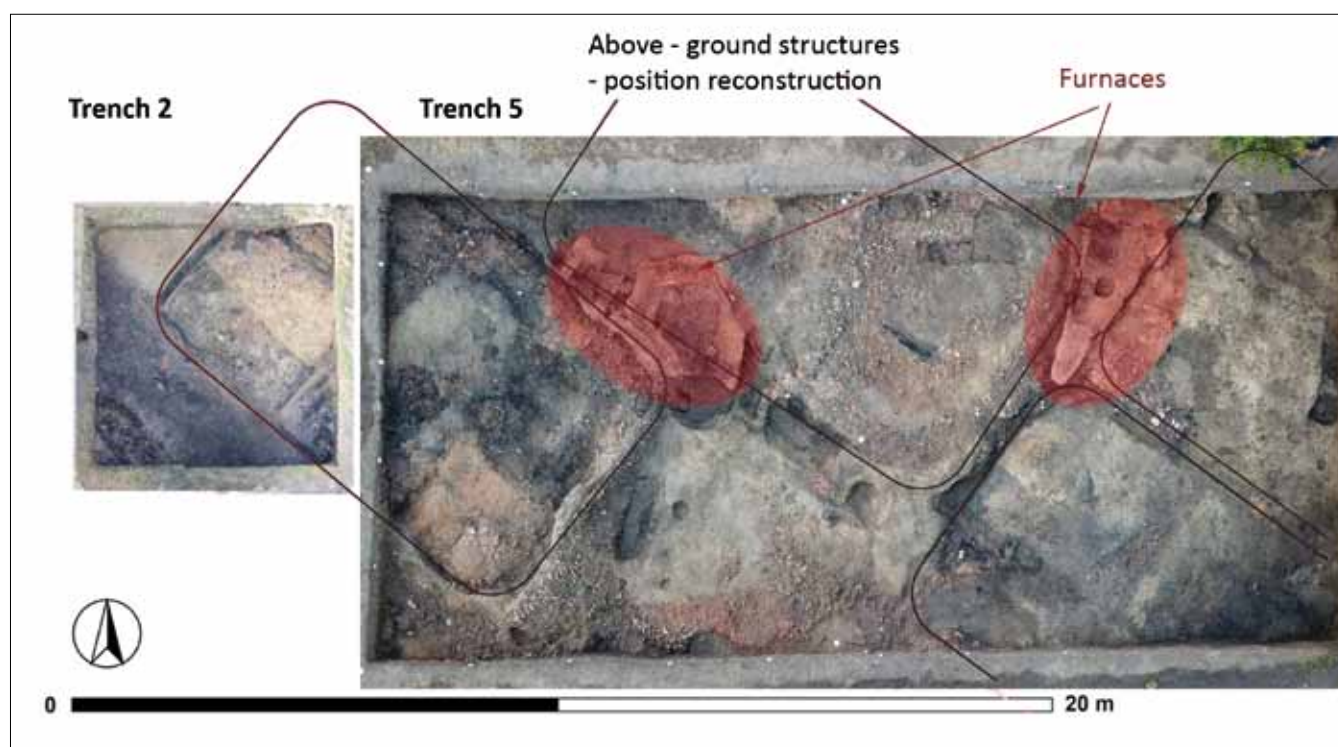 Above - ground structures
- position reconstruction
Furnaces
Trench 2
Trench 5
0
20 m